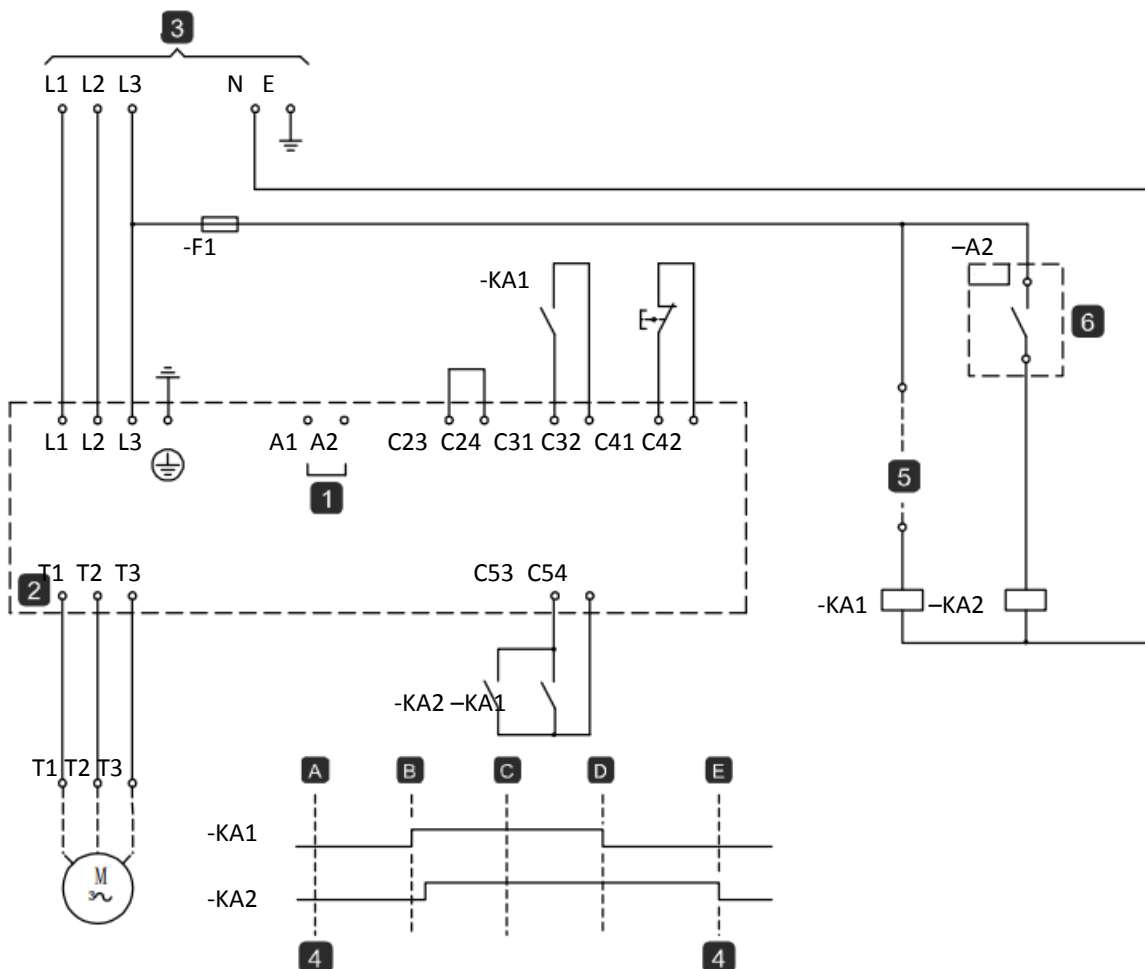 3
L1 L2 L3 N E
-F1
-KA1
–A2
6
L1 L2 L3 A1 A2 C23 C24 C31 C32 C41 C42
1
5
2
T1 T2 T3 C53 C54
-KA1 –KA2
-KA2 –KA1
T1 T2 T3
A B C D E
-KA1
M
3
-KA2
4 4